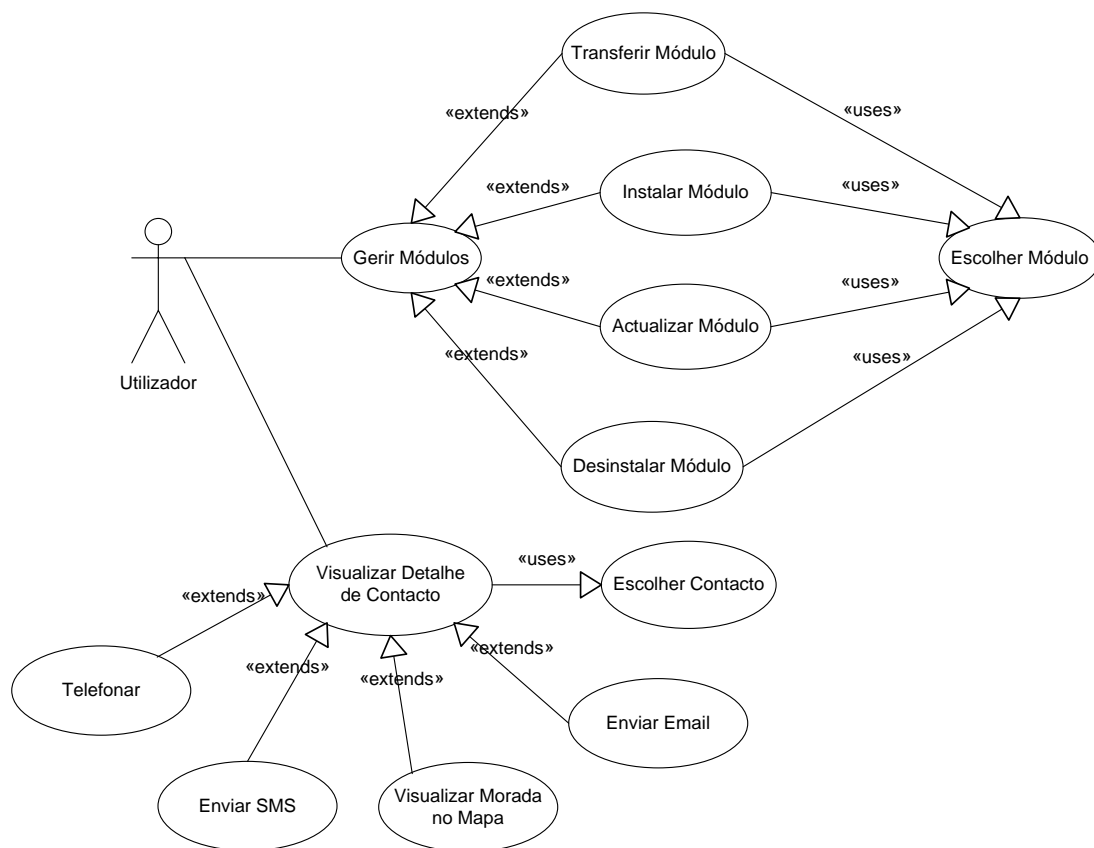 Transferir Módulo
«extends»
«uses»
Instalar Módulo
«extends»
«uses»
Gerir Módulos
Escolher Módulo
«extends»
«uses»
Actualizar Módulo
«extends»
«uses»
Utilizador
Desinstalar Módulo
Visualizar Detalhe
de Contacto
«uses»
Escolher Contacto
«extends»
«extends»
«extends»
«extends»
Telefonar
Enviar Email
Enviar SMS
Visualizar Morada
no Mapa